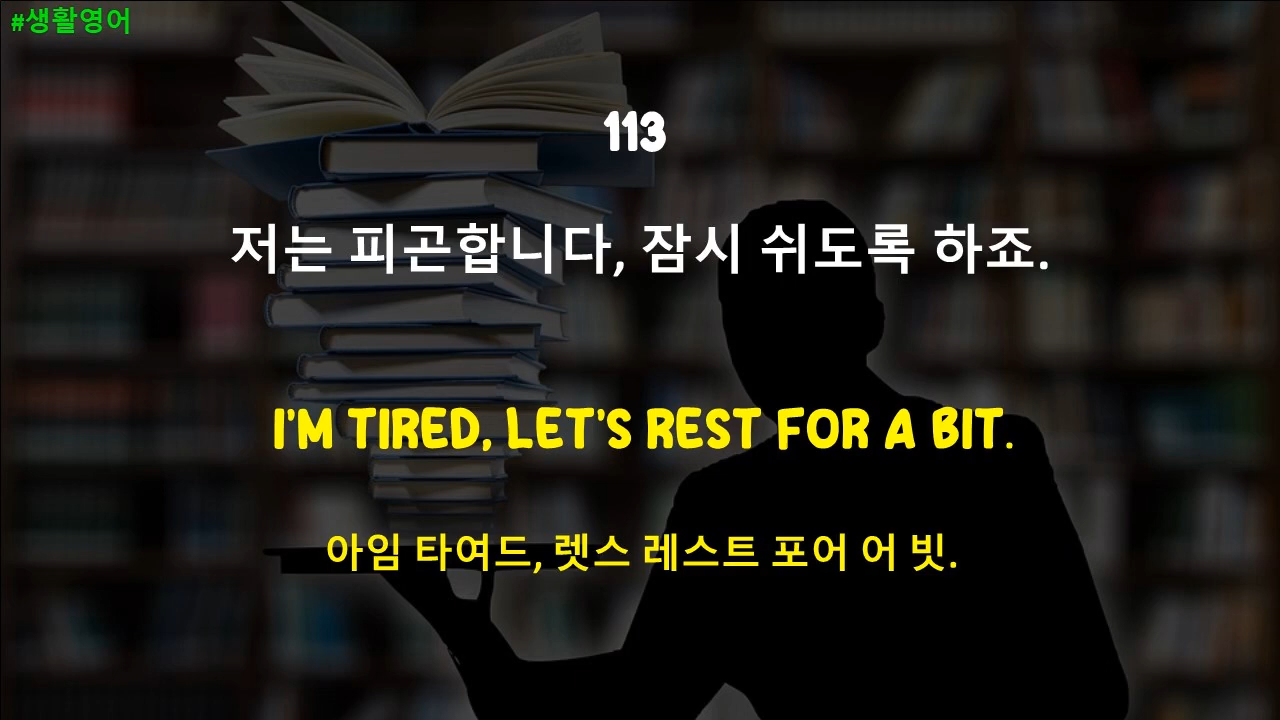 #생활영어
113
저는 피곤합니다, 잠시 쉬도록 하죠.
I'M TIRED, LET'S REST FOR A BIT.
아임 타여드, 렛스 레스트 포어 어 빗.